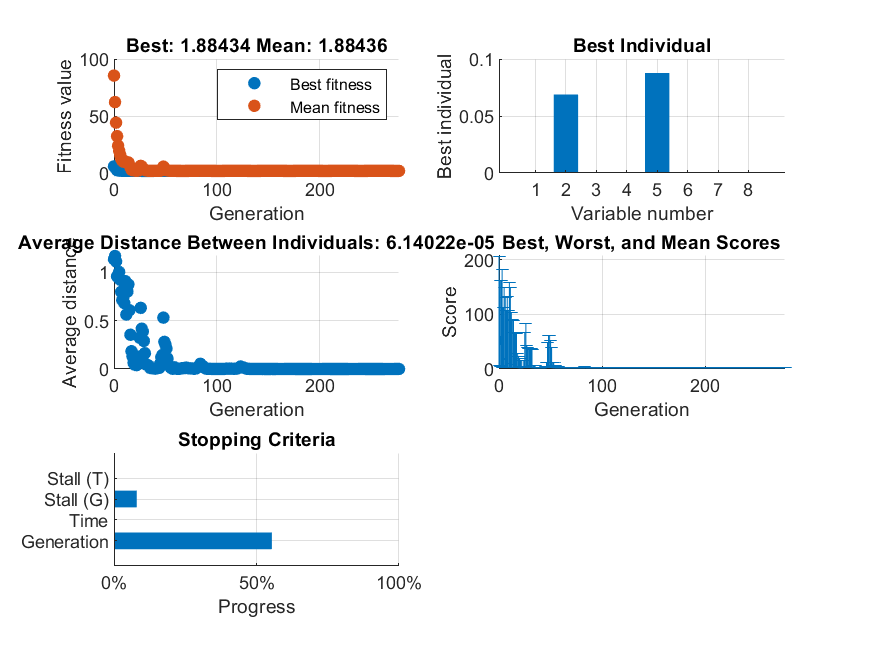 Best: 1.88434 Mean: 1.88436
100
50
0
Fitness value
Best fitness
Mean fitness
0 100 200
Generation
Best Individual
0.1
0.05
0
Best individual
1 2 3 4 5 6 7 8
Variable number
Average Distance Between Individuals: 6.14022e-05
1
0.5
0
Average distance
0 100 200
Generation
Best, Worst, and Mean Scores
200
100
0
Score
0 100 200
Generation
Stopping Criteria
Stall (T)
Stall (G)
Time
Generation
0% 50% 100%
Progress